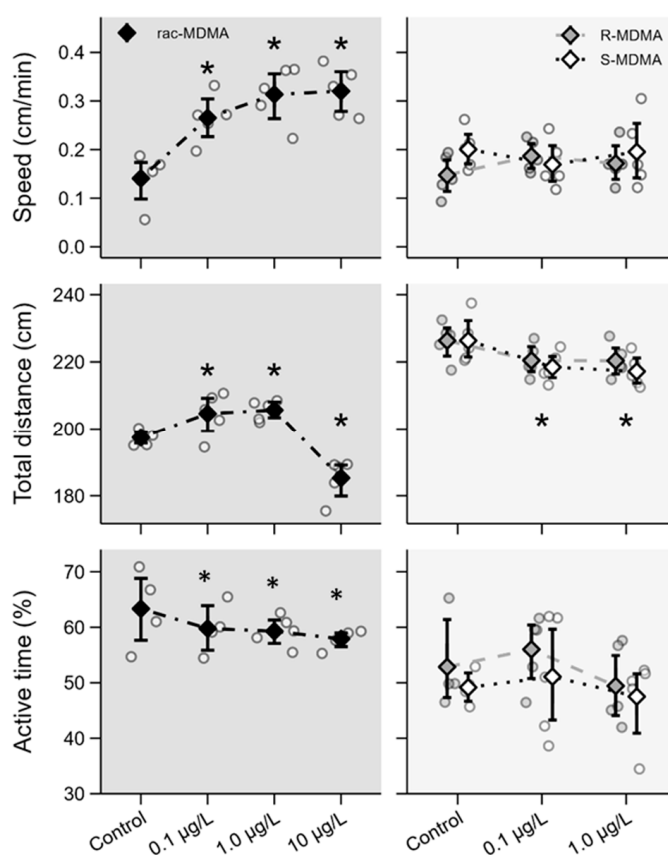 rac-MDMA
R-MDMA
S-MDMA
Speed (cm/min)
0.4
0.3
0.2
0.1
0.0
* * *
Total distance (cm)
240
220
200
180
* * *
* *
Active time (%)
70
60
50
40
30
* * *
Control 0.1 µg/L 1.0 µg/L 10 µg/L
Control 0.1 µg/L 1.0 µg/L